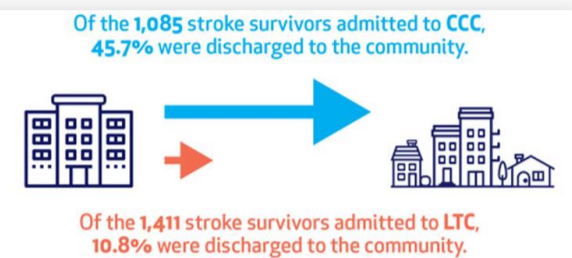 Of the 1,085 stroke survivors admitted to CCC,
45.7% were discharged to the community.
Of the 1,411 stroke survivors admitted to LTC,
10.8% were discharged to the community.